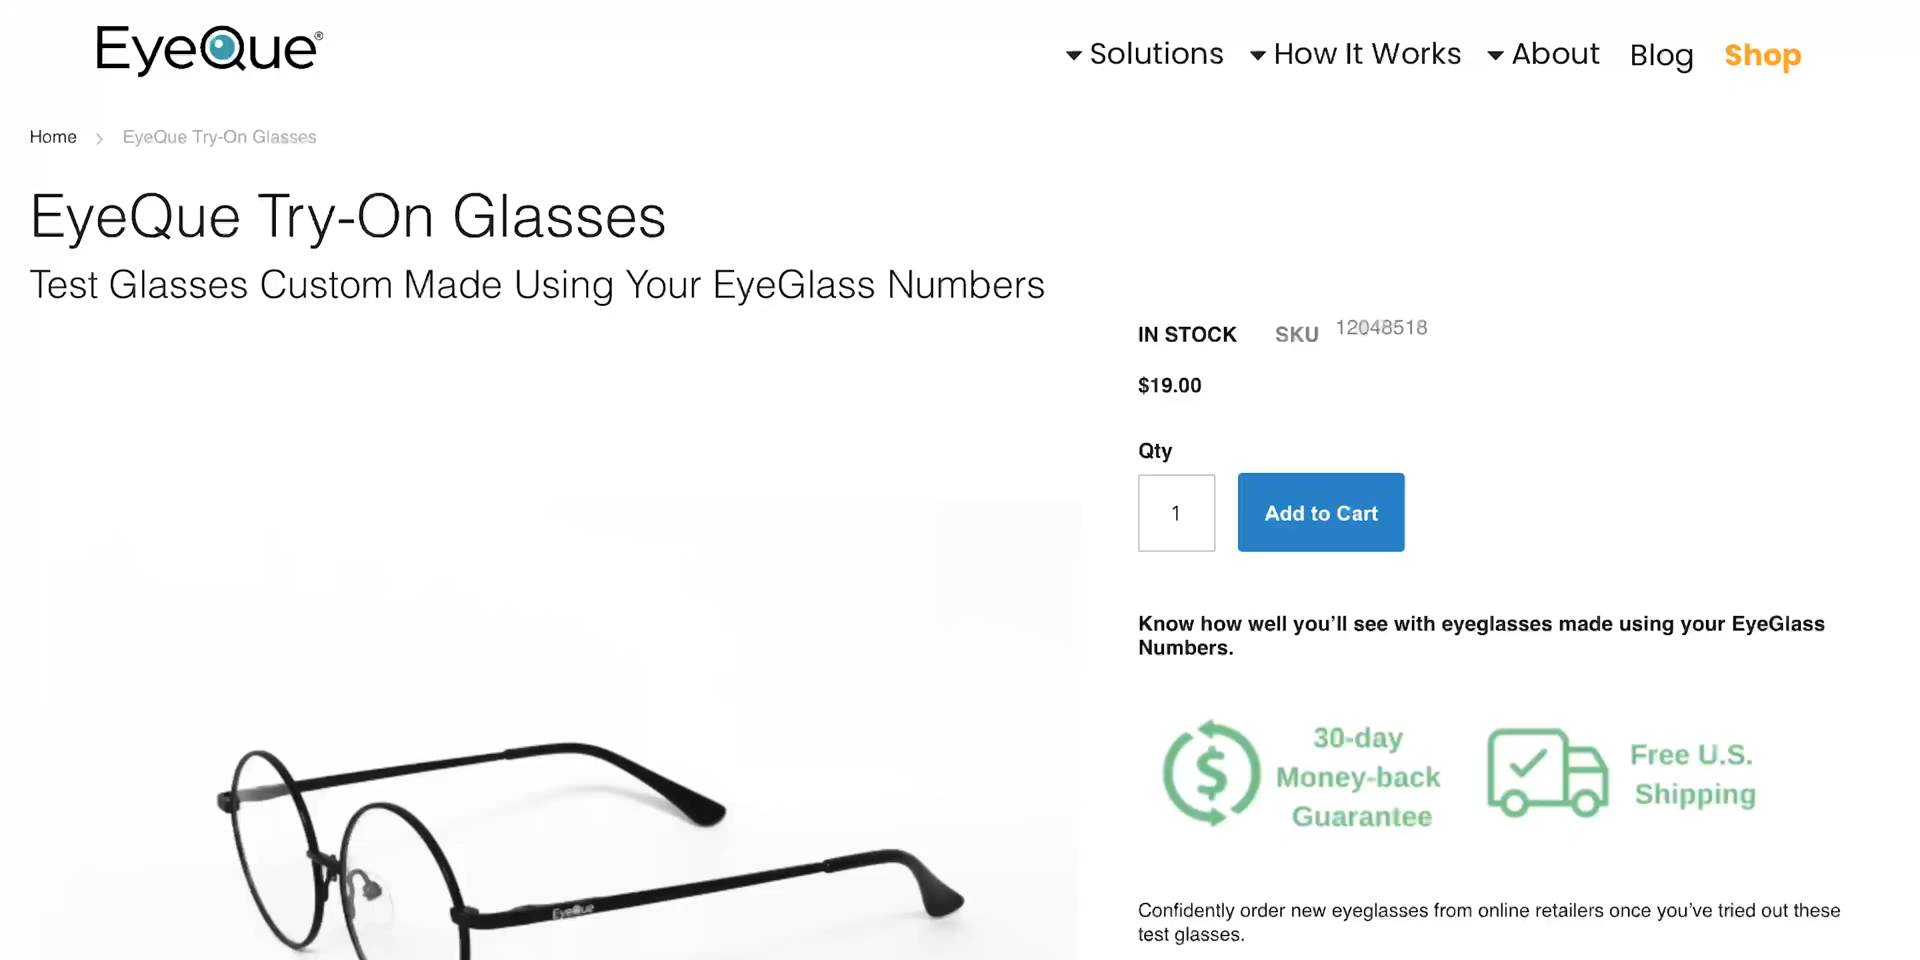 EyeQue®
Solutions How It Works About Blog Shop
Home EyeQue Try-On Glasses
EyeQue Try-On Glasses
Test Glasses Custom Made Using Your EyeGlass Numbers
IN STOCK SKU 12048518
$19.00
Qty
1 Add to Cart
Know how well you’ll see with eyeglasses made using your EyeGlass
Numbers.
30-day
Money-back
Guarantee
Free U.S.
Shipping
EyeQue
Confidently order new eyeglasses from online retailers once you’ve tried out these
test glasses.